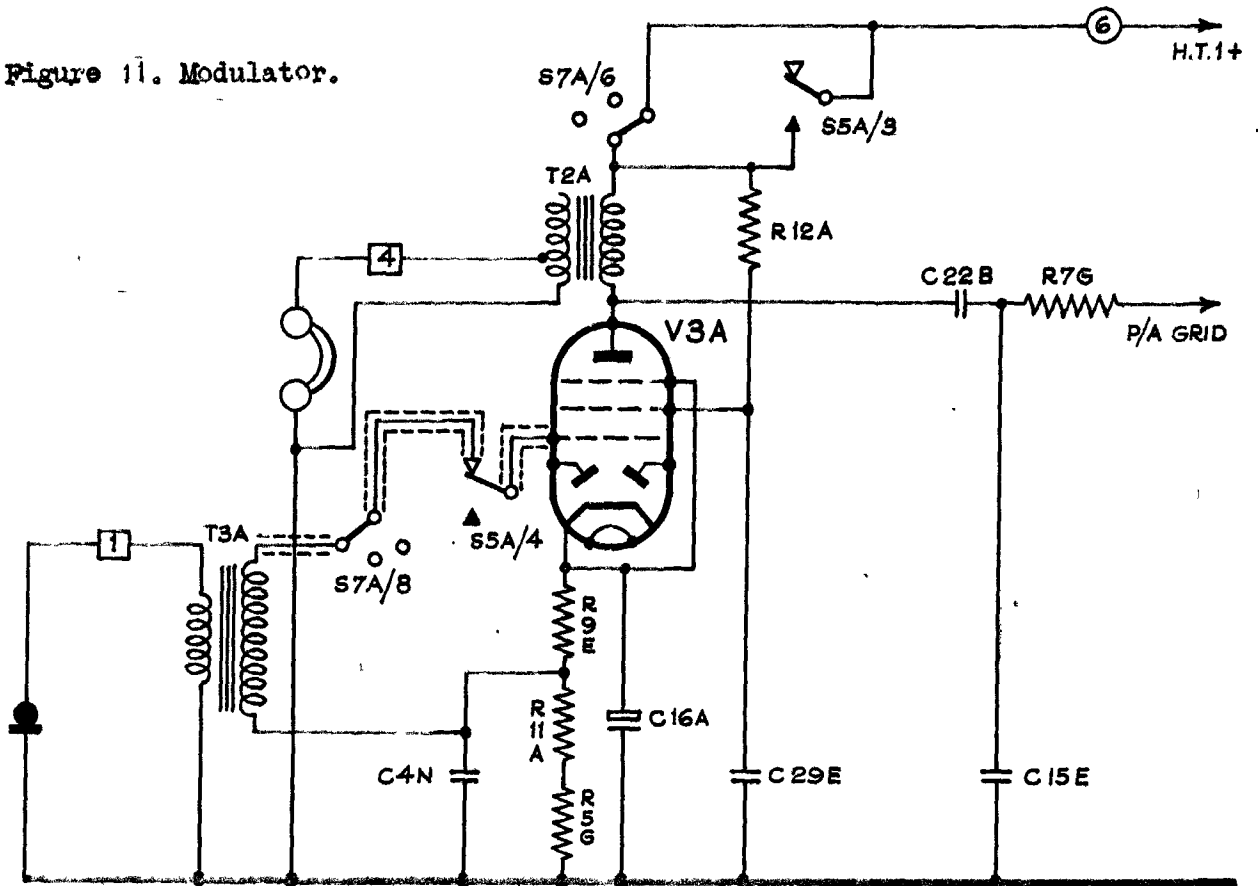 Figure 11. Modulator.
6
H.T.1+
S7A/6
S5A/3
T2A
R12A
4
C22B
R7G
V3A
P/A GRID
1
T3A
S5A/4
S7A/8
R9E
R11A
C16A
C4N
C29E
C15E
R5G